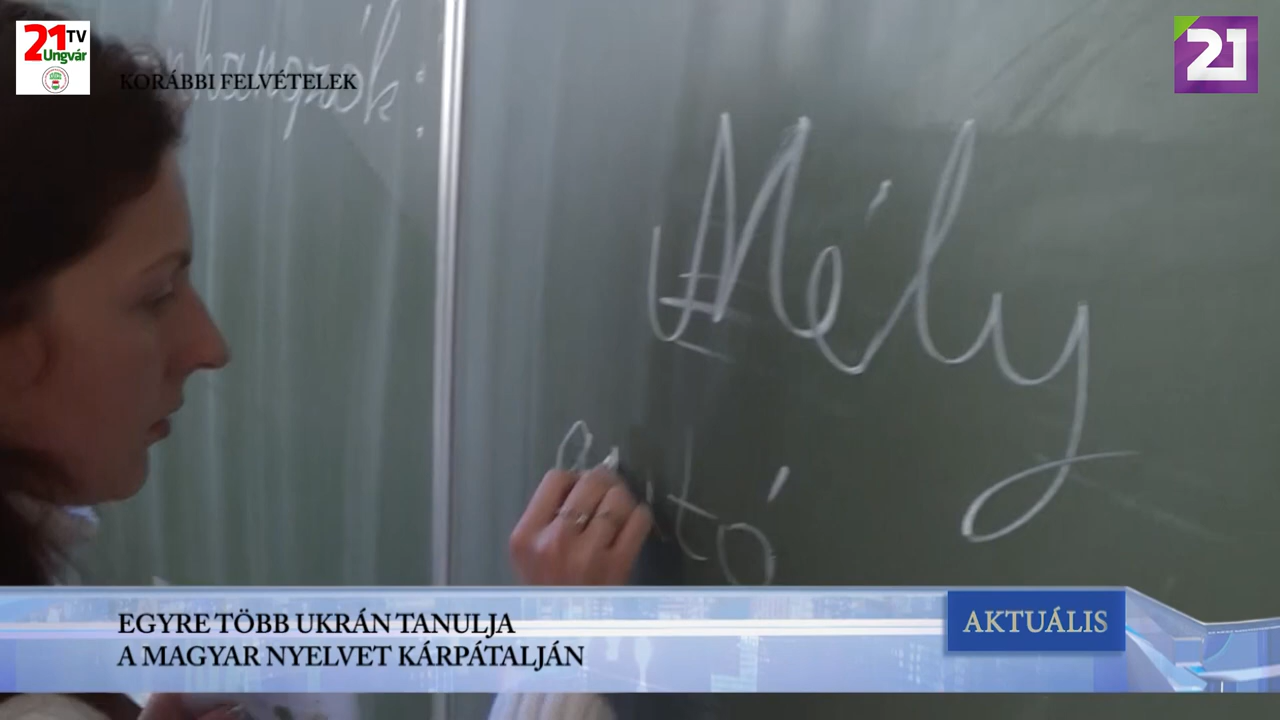 21 TV
Ungvár
21
KORÁBBI FELVÉTELEK
Mély
EGYRE TÖBB UKRÁN TANULJA
A MAGYAR NYELVET KÁRPÁTALJÁN
AKTUÁLIS